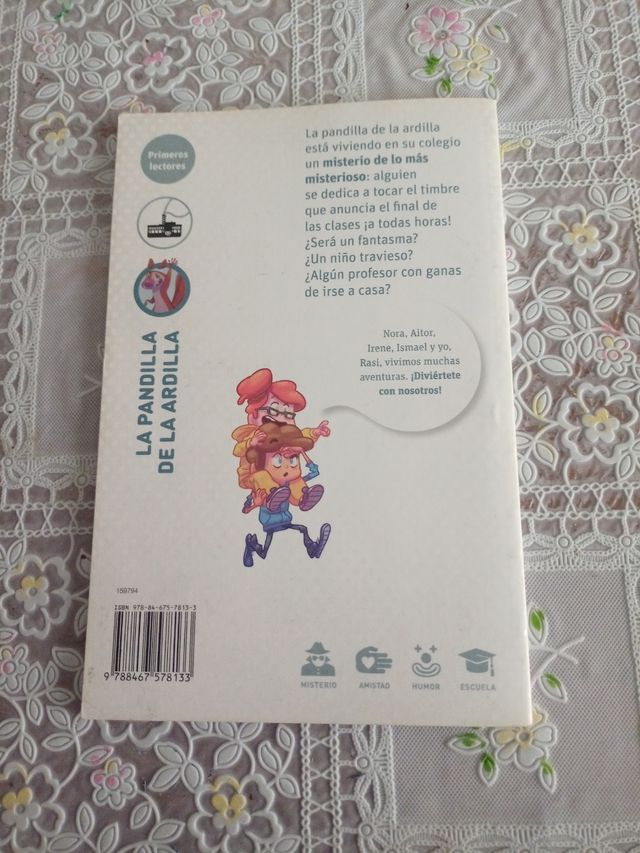 Primeros
lectores
LA PANDILLA
DE LA ARDILLA
La pandilla de la ardilla
está viviendo en su colegio
un misterio de lo más
misterioso: alguien
se dedica a tocar el timbre
que anuncia el final de
las clases ¡a todas horas!
¿Será un fantasma?
¿Un niño travieso?
¿Algún profesor con ganas
de irse a casa?
Nora, Aitor,
Irene, Ismael y yo,
Rasi, vivimos muchas
aventuras. ¡Diviértete
con nosotros!
159794
ISBN 978-84-675-7813-3
9 788467 578133
MISTERIO
AMISTAD
HUMOR
ESCUELA